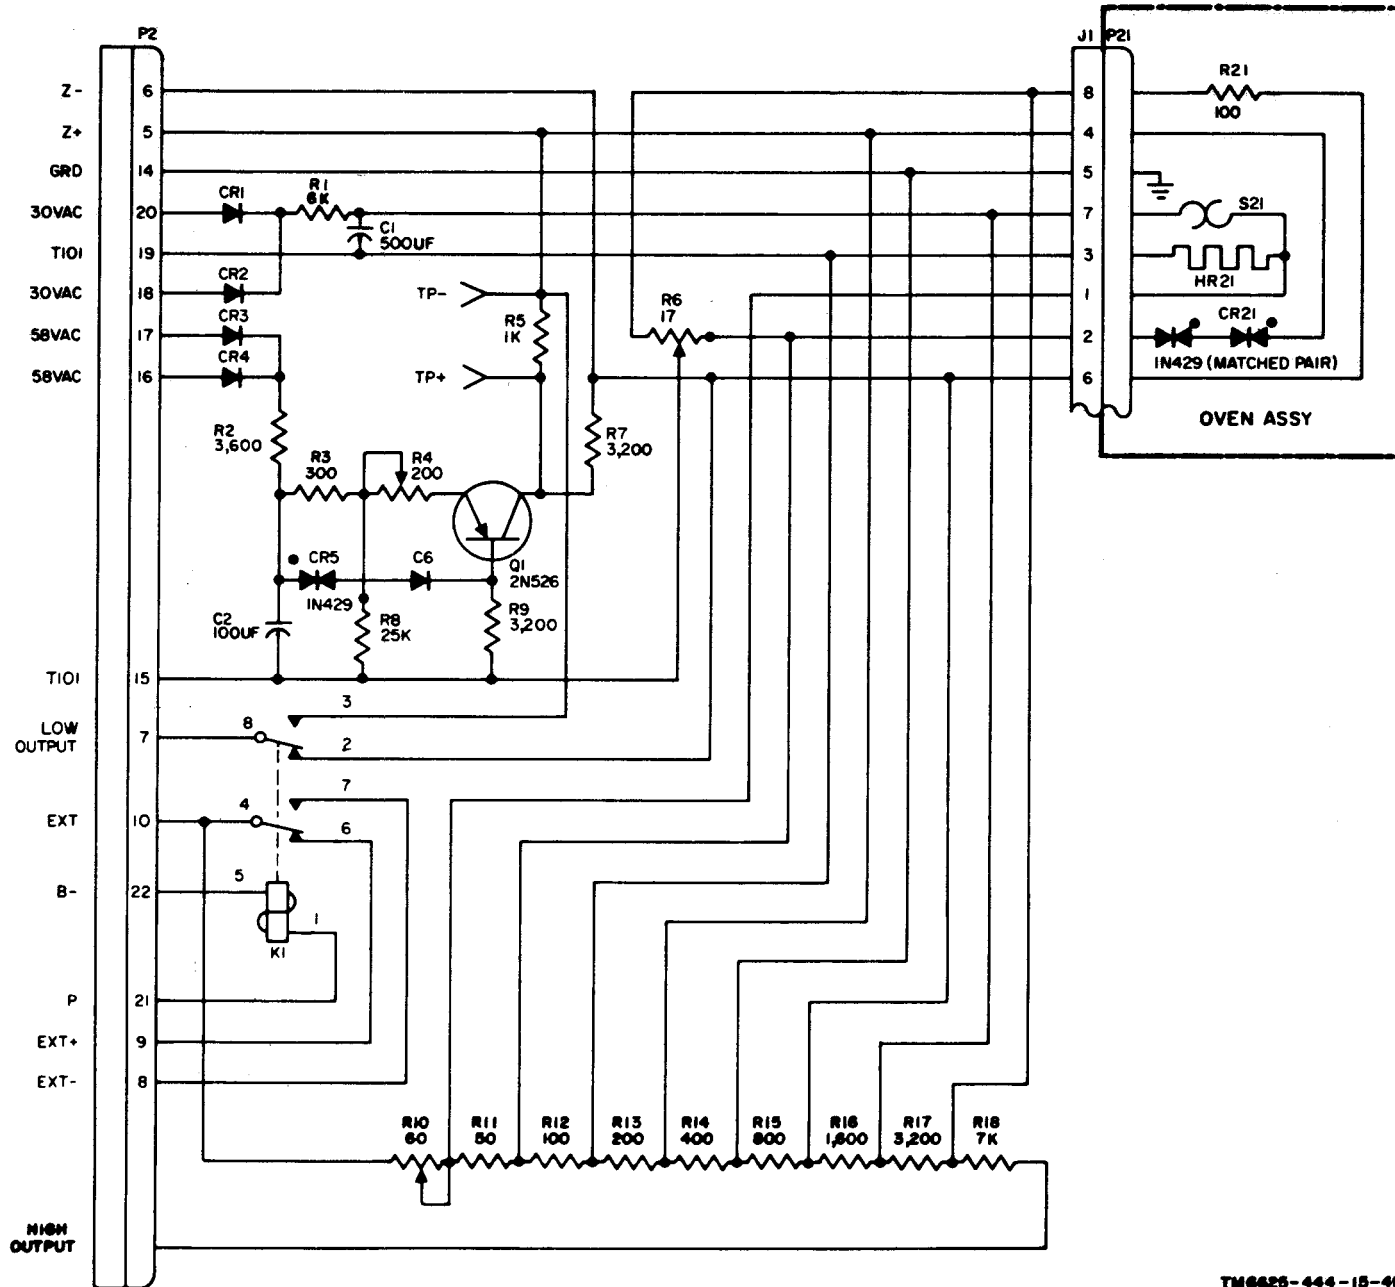 P2
J1 P21
Z- 6
Z+ 5
GRD 14
30VAC 20
T101 19
30VAC 18
58VAC 17
58VAC 16
T101 15
LOW OUTPUT 7
EXT 10
B- 22
P 21
EXT+ 9
EXT- 8
HIGH OUTPUT
CR1
R1
6K
C1
500UF
CR2
CR3
CR4
TP-
TP+
R5
1K
R2
3,600
R3
300
R4
200
R7
3,200
CR5
1N429
C6
Q1
2N526
C2
100UF
R8
25K
R9
3,200
R6
17
8
4
5
7
3
1
2
6
R21
100
S21
HR21
CR21
1N429 (MATCHED PAIR)
OVEN ASSY
3
8
2
7
4
6
5
1
K1
R10
60
R11
50
R12
100
R13
200
R14
400
R15
800
R16
1,600
R17
3,200
R18
7K